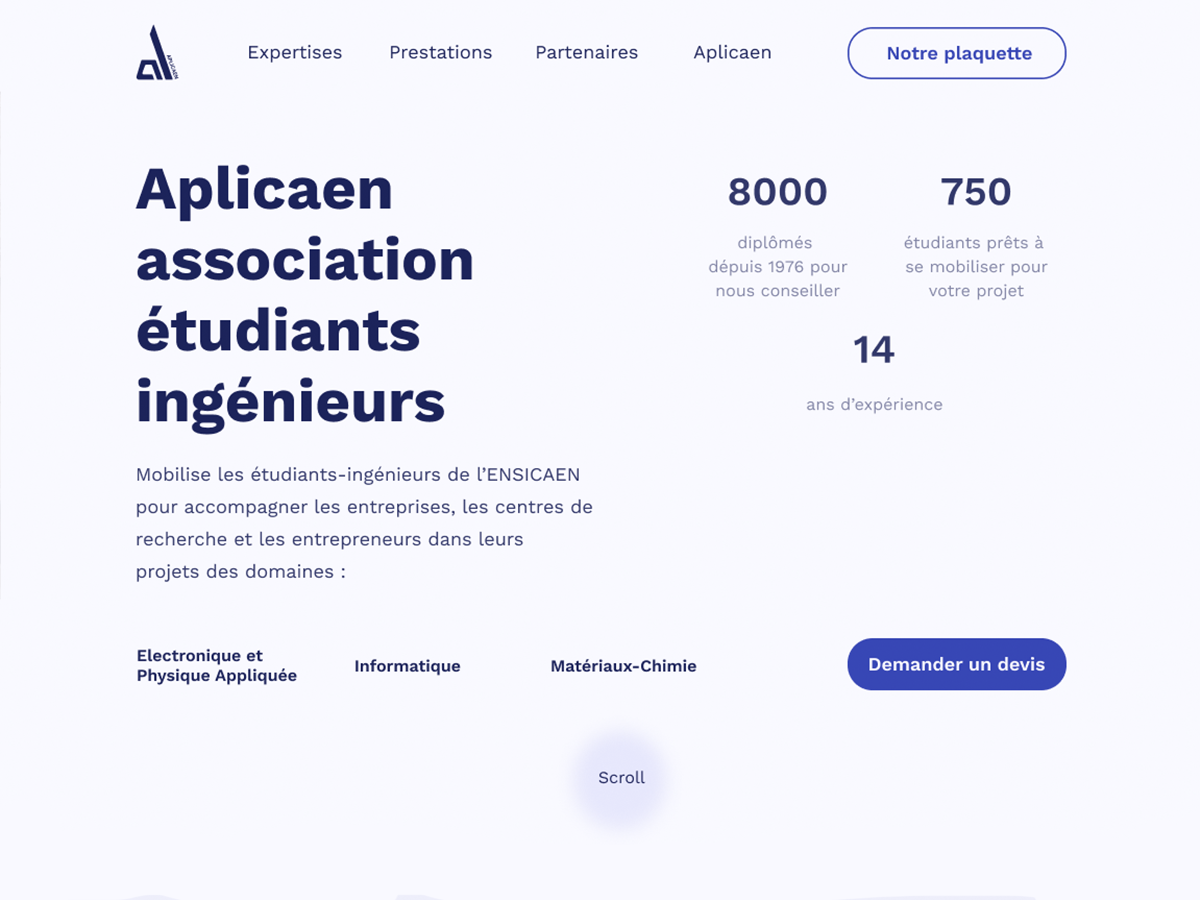 APLICAEN
Expertises
Prestations
Partenaires
Aplicaen
Notre plaquette
Aplicaen
association
étudiants
ingénieurs
Mobilise les étudiants-ingénieurs de l’ENSICAEN
pour accompagner les entreprises, les centres de
recherche et les entrepreneurs dans leurs
projets des domaines :
8000
diplômés
dépuis 1976 pour
nous conseiller
750
étudiants prêts à
se mobiliser pour
votre projet
14
ans d’expérience
Electronique et
Physique Appliquée
Informatique
Matériaux-Chimie
Demander un devis
Scroll